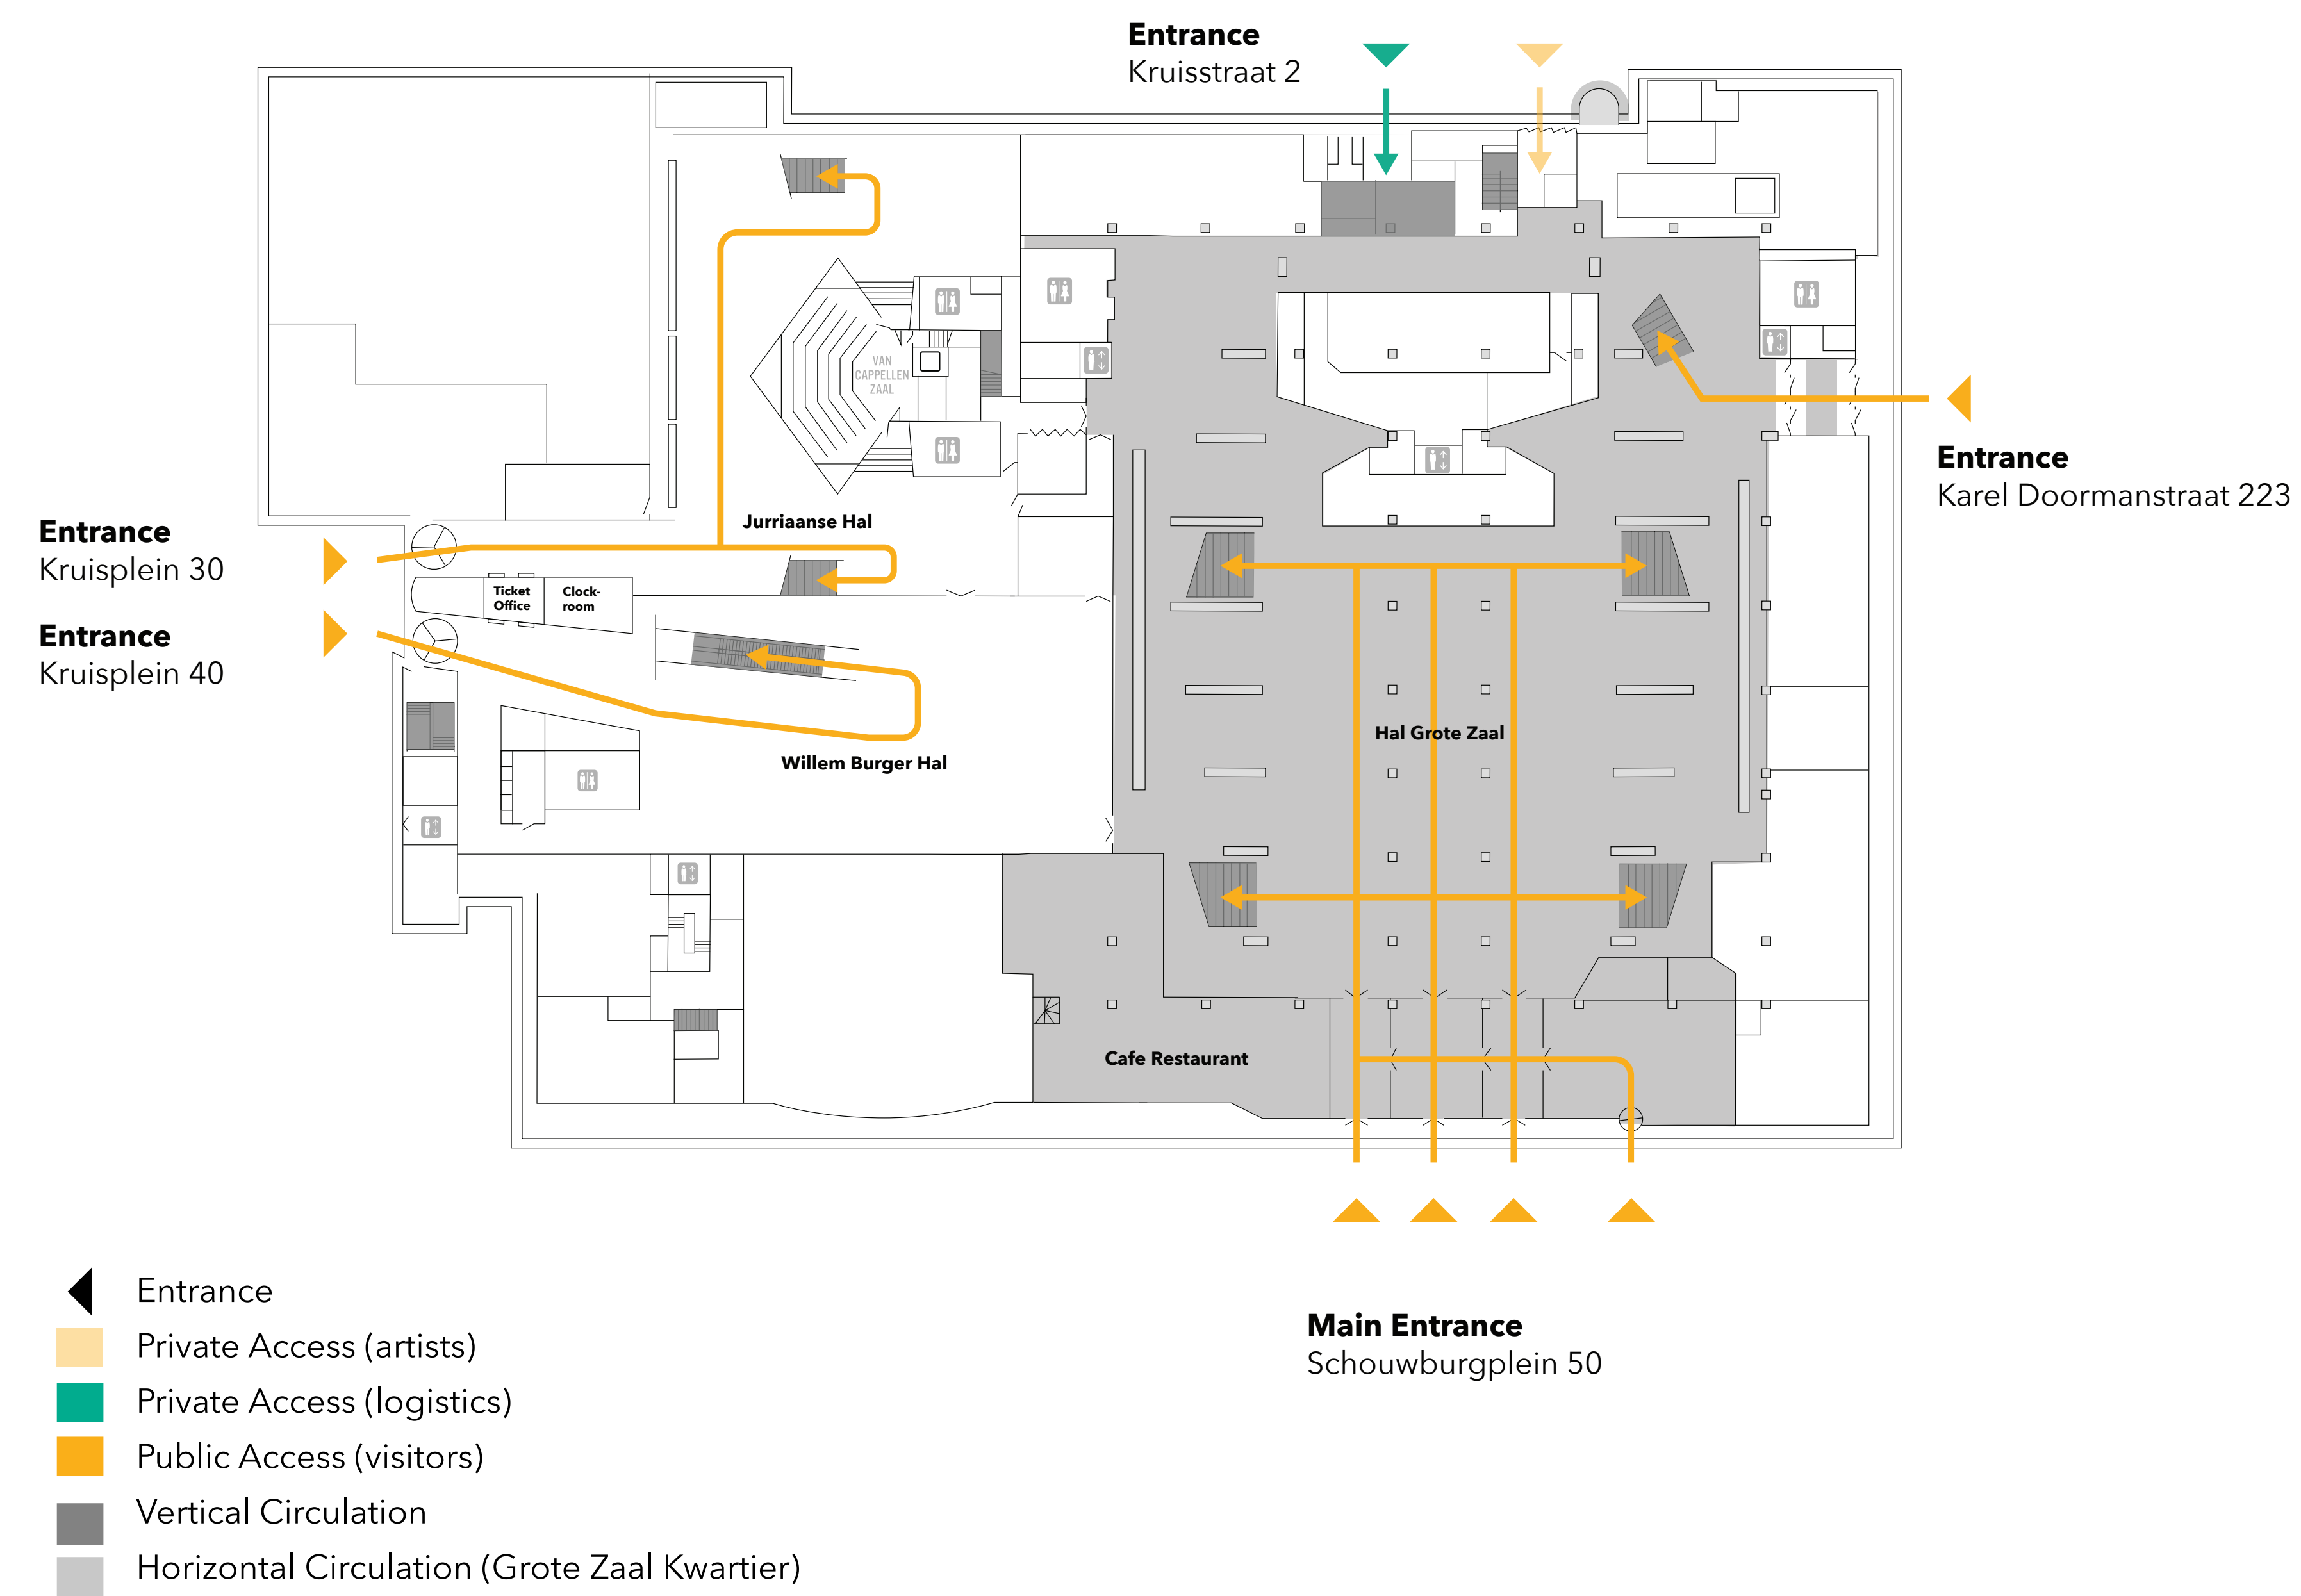 Entrance
Kruisstraat 2
VAN
CAPPELLEN
ZAAL
Entrance
Karel Doormanstraat 223
Jurriaanse Hal
Entrance
Kruisplein 30
Ticket
Office
Clock-
room
Entrance
Kruisplein 40
Hal Grote Zaal
Willem Burger Hal
Cafe Restaurant
Main Entrance
Schouwburgplein 50
Entrance
Private Access (artists)
Private Access (logistics)
Public Access (visitors)
Vertical Circulation
Horizontal Circulation (Grote Zaal Kwartier)